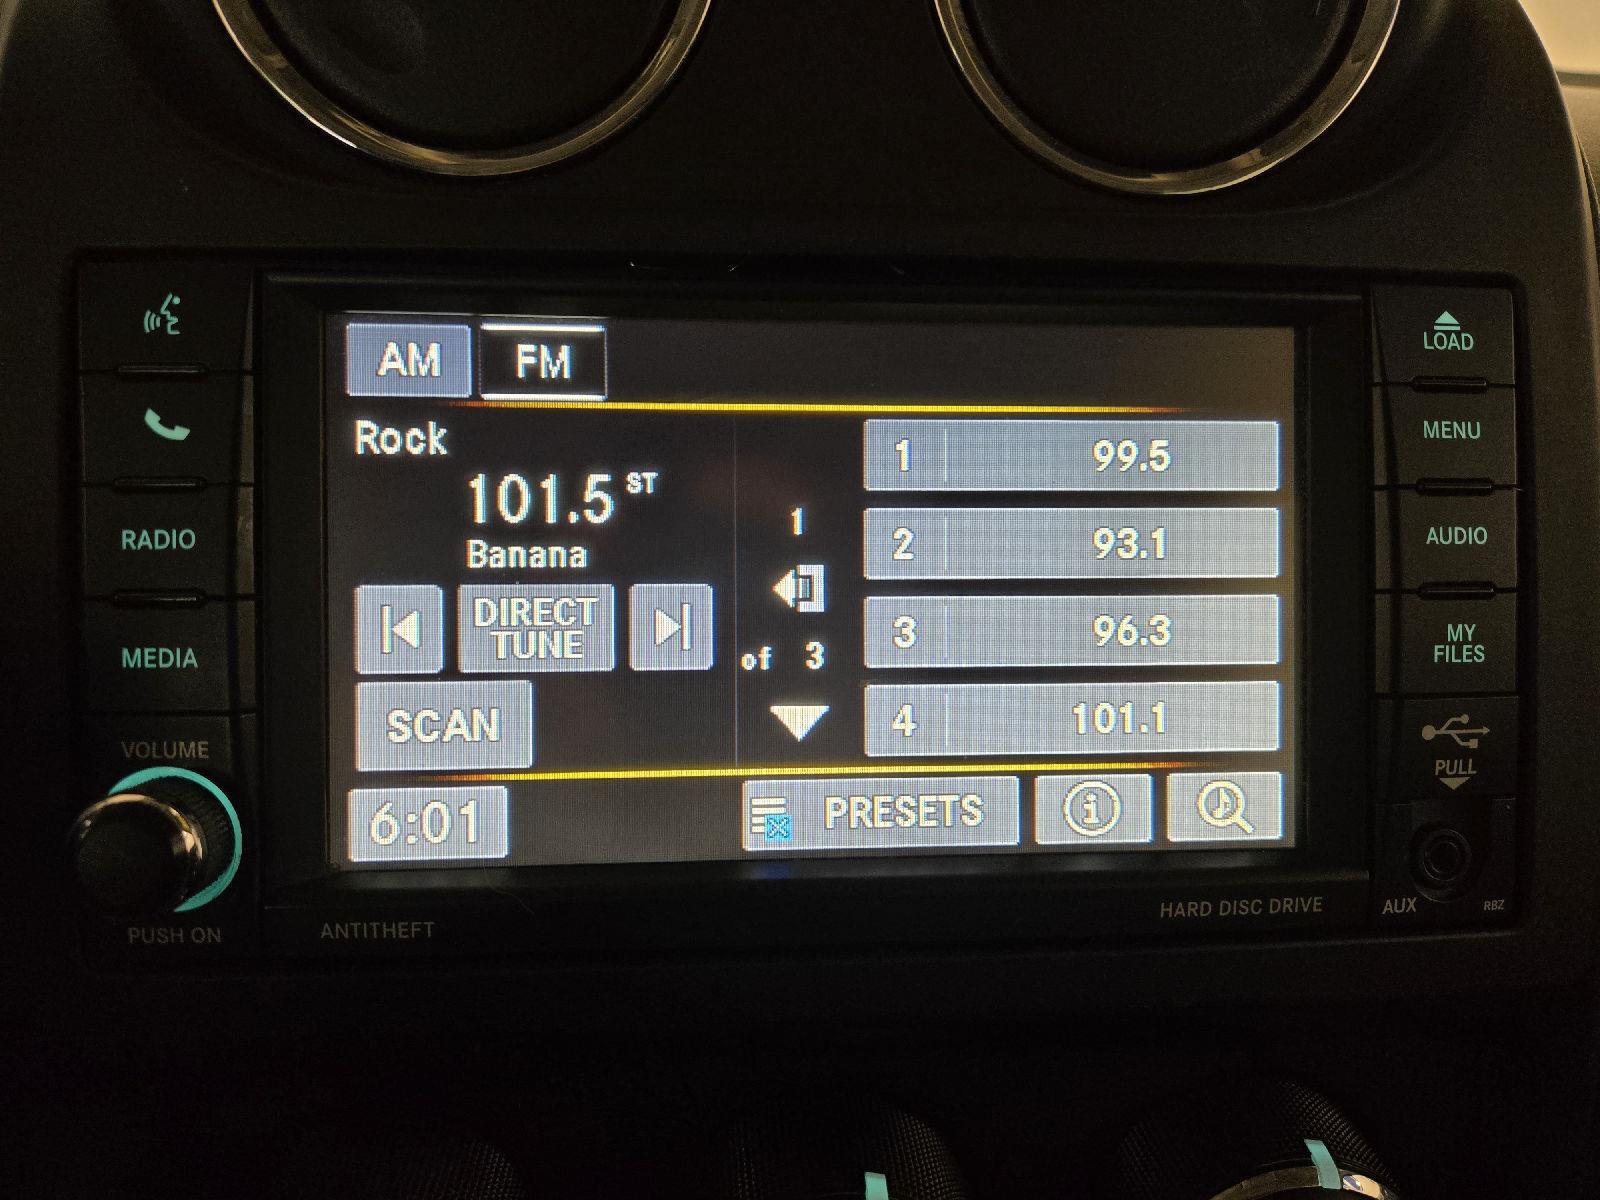 AM FM
Rock
101.5 ST
Banana
DIRECT
TUNE
SCAN
6:01
1
of 3
1 99.5
2 93.1
3 96.3
4 101.1
PRESETS
i
RADIO
MEDIA
VOLUME
PUSH ON
ANTITHEFT
HARD DISC DRIVE
LOAD
MENU
AUDIO
MY
FILES
PULL
AUX
RBZ